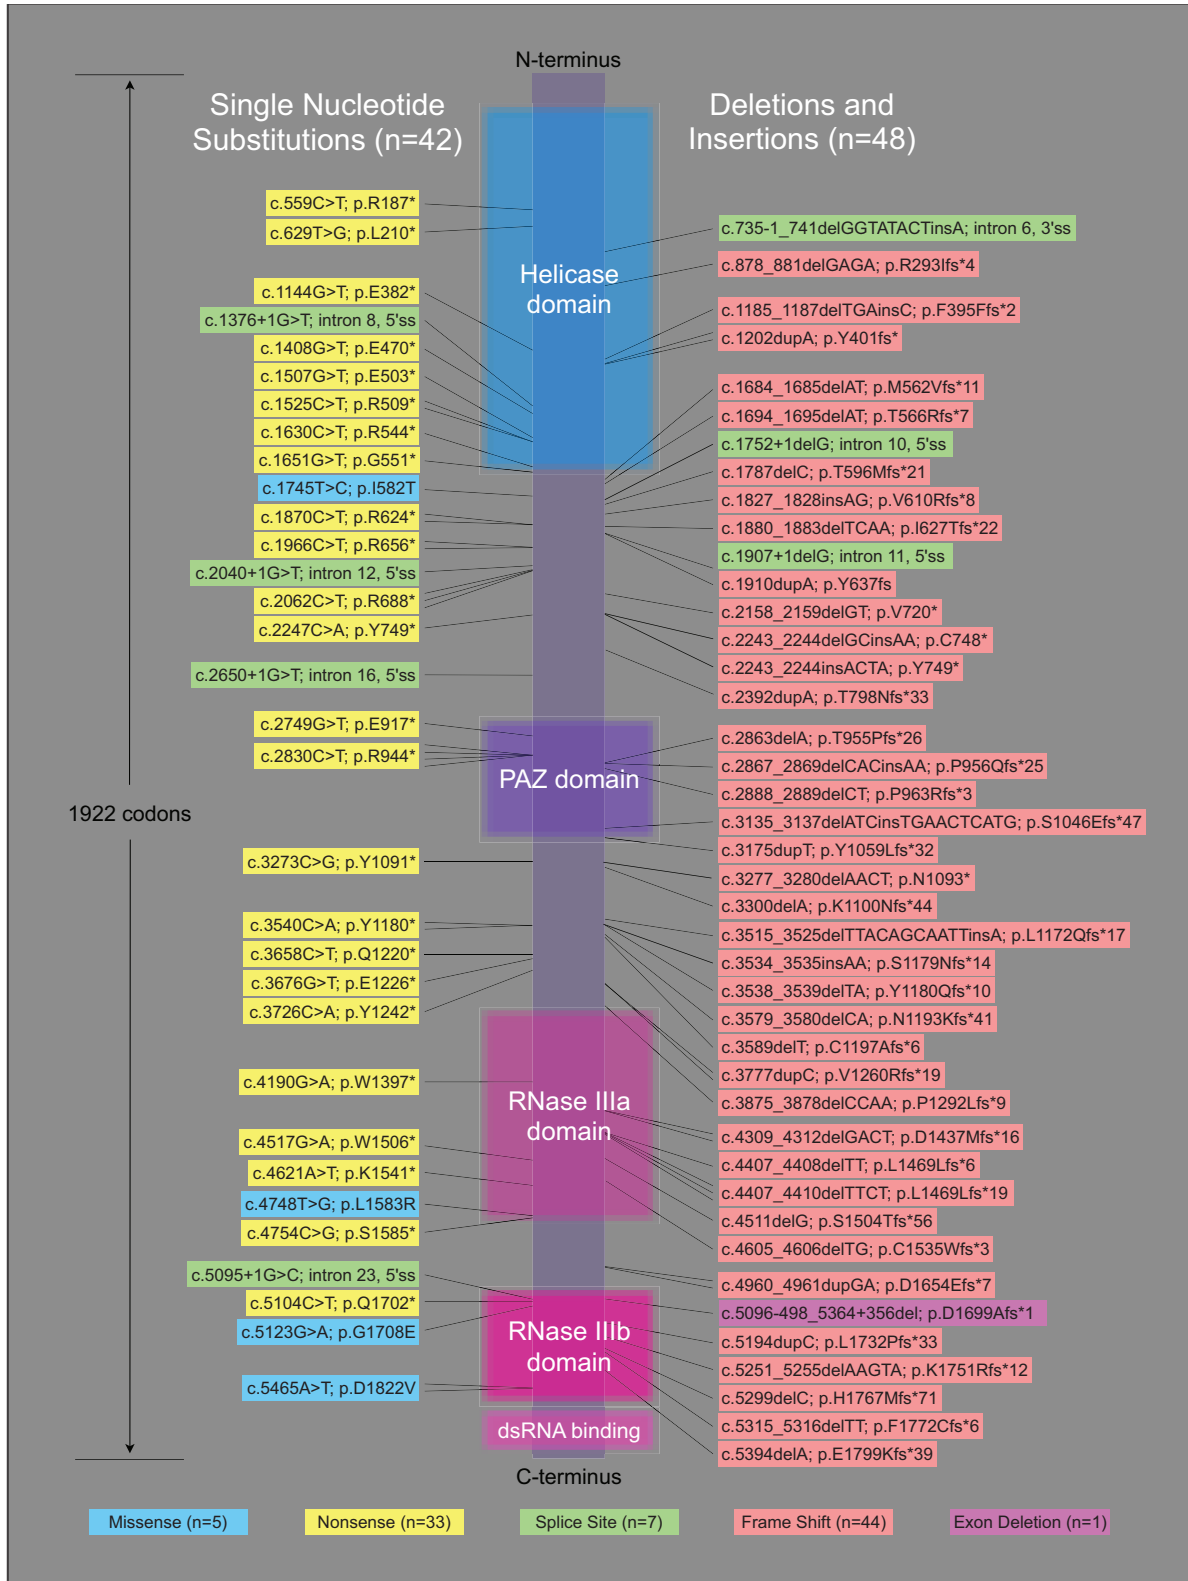 N-terminus
Single Nucleotide
Substitutions (n=42)
Deletions and
Insertions (n=48)
c.559C>T; p.R187*
c.629T>G; p.L210*
c.1144G>T; p.E382*
c.1376+1G>T; intron 8, 5'ss
c.1408G>T; p.E470*
c.1507G>T; p.E503*
c.1525C>T; p.R509*
c.1630C>T; p.R544*
c.1651G>T; p.G551*
c.1745T>C; p.I582T
c.1870C>T; p.R624*
c.1966C>T; p.R656*
c.2040+1G>T; intron 12, 5'ss
c.2062C>T; p.R688*
c.2247C>A; p.Y749*
c.2650+1G>T; intron 16, 5'ss
c.2749G>T; p.E917*
c.2830C>T; p.R944*
1922 codons
c.3273C>G; p.Y1091*
c.3540C>A; p.Y1180*
c.3658C>T; p.Q1220*
c.3676G>T; p.E1226*
c.3726C>A; p.Y1242*
c.4190G>A; p.W1397*
c.4517G>A; p.W1506*
c.4621A>T; p.K1541*
c.4748T>G; p.L1583R
c.4754C>G; p.S1585*
c.5095+1G>C; intron 23, 5'ss
c.5104C>T; p.Q1702*
c.5123G>A; p.G1708E
c.5465A>T; p.D1822V
Helicase
domain
PAZ domain
RNase IIIa
domain
RNase IIIb
domain
dsRNA binding
C-terminus
c.735-1_741delGGTATACTinsA; intron 6, 3'ss
c.878_881delGAGA; p.R293Ifs*4
c.1185_1187delTGAinsC; p.F395Ffs*2
c.1202dupA; p.Y401fs*
c.1684_1685delAT; p.M562Vfs*11
c.1694_1695delAT; p.T566Rfs*7
c.1752+1delG; intron 10, 5'ss
c.1787delC; p.T596Mfs*21
c.1827_1828insAG; p.V610Rfs*8
c.1880_1883delTCAA; p.I627Tfs*22
c.1907+1delG; intron 11, 5'ss
c.1910dupA; p.Y637fs
c.2158_2159delGT; p.V720*
c.2243_2244delGCinsAA; p.C748*
c.2243_2244insACTA; p.Y749*
c.2392dupA; p.T798Nfs*33
c.2863delA; p.T955Pfs*26
c.2867_2869delCACinsAA; p.P956Qfs*25
c.2888_2889delCT; p.P963Rfs*3
c.3135_3137delATCinsTGAACTCATG; p.S1046Efs*47
c.3175dupT; p.Y1059Lfs*32
c.3277_3280delAACT; p.N1093*
c.3300delA; p.K1100Nfs*44
c.3515_3525delTTACAGCAATTinsA; p.L1172Qfs*17
c.3534_3535insAA; p.S1179Nfs*14
c.3538_3539delTA; p.Y1180Qfs*10
c.3579_3580delCA; p.N1193Kfs*41
c.3589delT; p.C1197Afs*6
c.3777dupC; p.V1260Rfs*19
c.3875_3878delCCAA; p.P1292Lfs*9
c.4309_4312delGACT; p.D1437Mfs*16
c.4407_4408delTT; p.L1469Lfs*6
c.4407_4410delTTCT; p.L1469Lfs*19
c.4511delG; p.S1504Tfs*56
c.4605_4606delTG; p.C1535Wfs*3
c.4960_4961dupGA; p.D1654Efs*7
c.5096-498_5364+356del; p.D1699Afs*1
c.5194dupC; p.L1732Pfs*33
c.5251_5255delAAGTA; p.K1751Rfs*12
c.5299delC; p.H1767Mfs*71
c.5315_5316delTT; p.F1772Cfs*6
c.5394delA; p.E1799Kfs*39
Missense (n=5)
Nonsense (n=33)
Splice Site (n=7)
Frame Shift (n=44)
Exon Deletion (n=1)